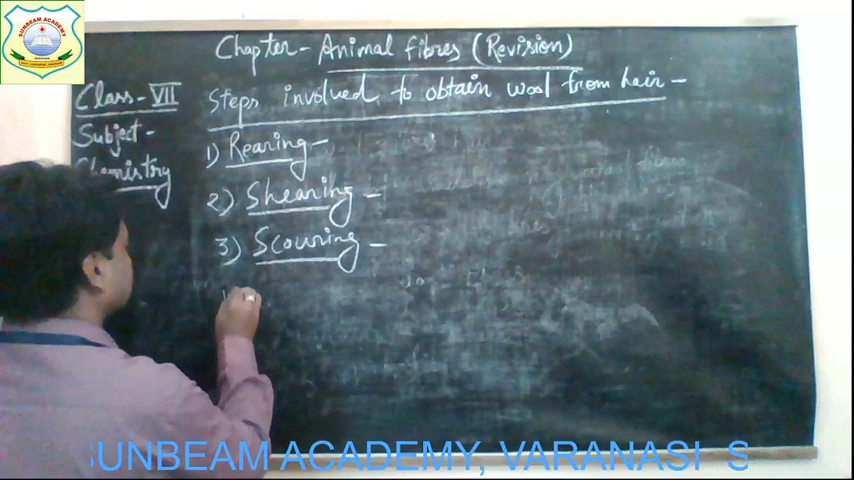 SUNBEAM ACADEMY
Chapter - Animal fibres (Revision)
Class - VII
Subject -
Chemistry
Steps involved to obtain wool from hair -
1) Rearing -
2) Shearing -
3) Scouring -
SUNBEAM ACADEMY, VARANASI S